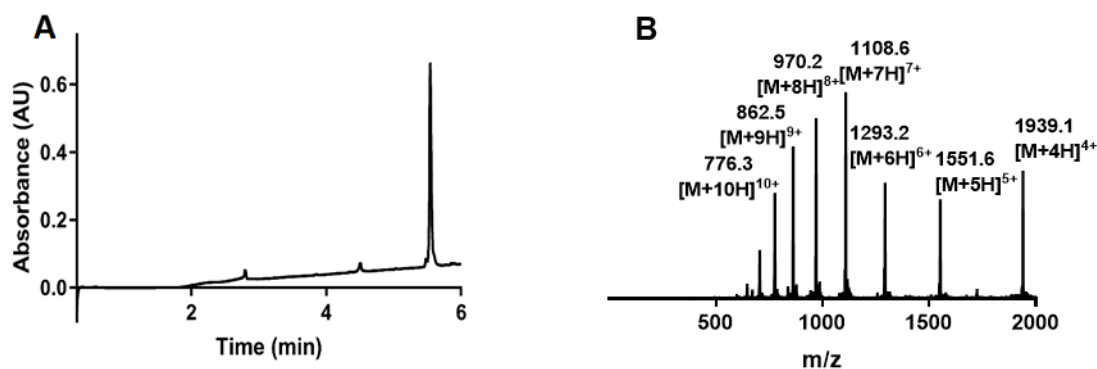 A
Absorbance (AU)
0.6
0.4
0.2
0.0
2
4
6
Time (min)
B
1108.6
[M+7H]7+
970.2
[M+8H]8+
862.5
[M+9H]9+
776.3
[M+10H]10+
1293.2
[M+6H]6+
1551.6
[M+5H]5+
1939.1
[M+4H]4+
500
1000
1500
2000
m/z